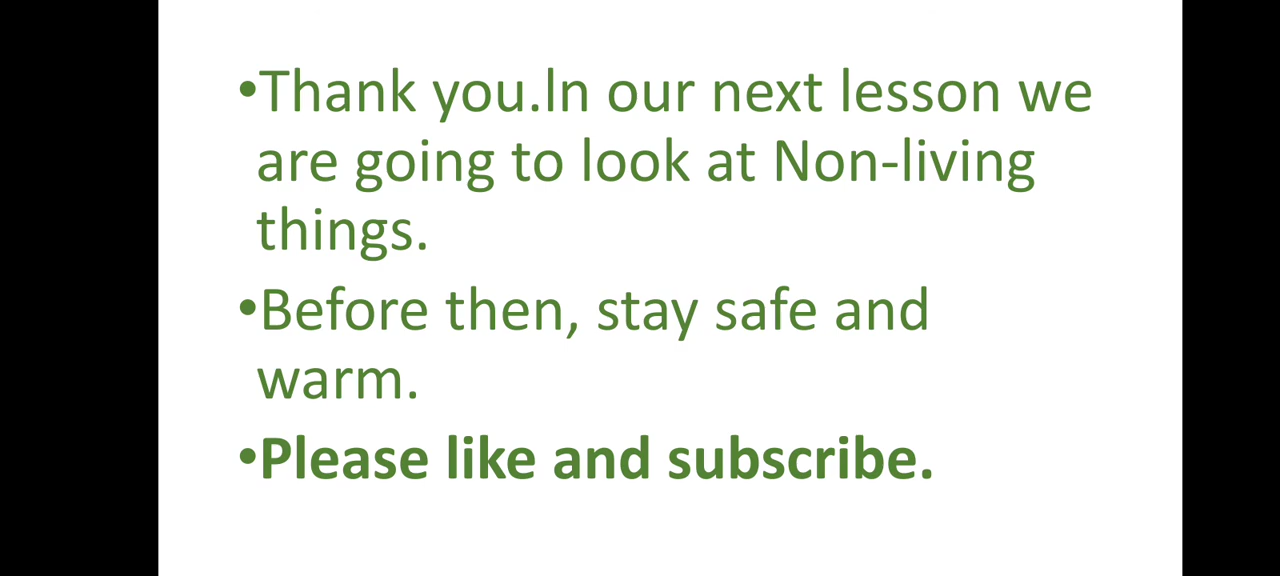 •Thank you.In our next lesson we
are going to look at Non-living
things.
•Before then, stay safe and
warm.
•Please like and subscribe.